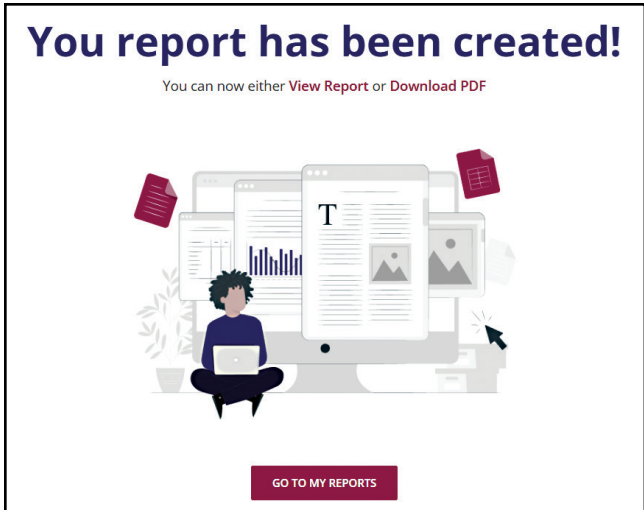 You report has been created!
You can now either View Report or Download PDF
T
GO TO MY REPORTS